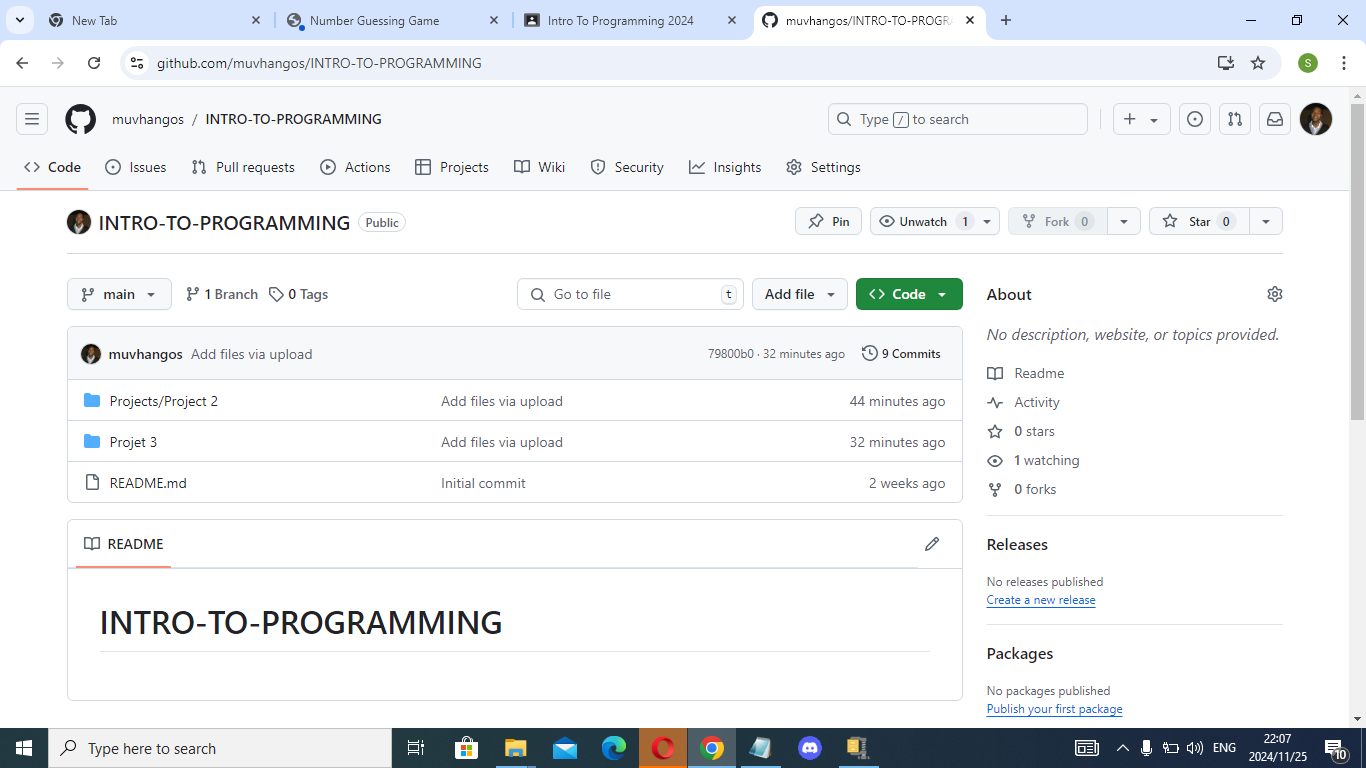 New Tab
Number Guessing Game
Intro To Programming 2024
muvhangos/INTRO-TO-PROGRA
github.com/muvhangos/INTRO-TO-PROGRAMMING
S
muvhangos / INTRO-TO-PROGRAMMING
Type / to search
Code
Issues
Pull requests
Actions
Projects
Wiki
Security
Insights
Settings
INTRO-TO-PROGRAMMING Public
Pin
Unwatch 1
Fork 0
Star 0
main
1 Branch
0 Tags
Go to file t
Add file
Code
muvhangos Add files via upload 79800b0 · 32 minutes ago 9 Commits
Projects/Project 2 Add files via upload 44 minutes ago
Projet 3 Add files via upload 32 minutes ago
README.md Initial commit 2 weeks ago
README
INTRO-TO-PROGRAMMING
About
No description, website, or topics provided.
Readme
Activity
0 stars
1 watching
0 forks
Releases
No releases published
Create a new release
Packages
No packages published
Publish your first package
Type here to search
ENG
22:07
2024/11/25
10